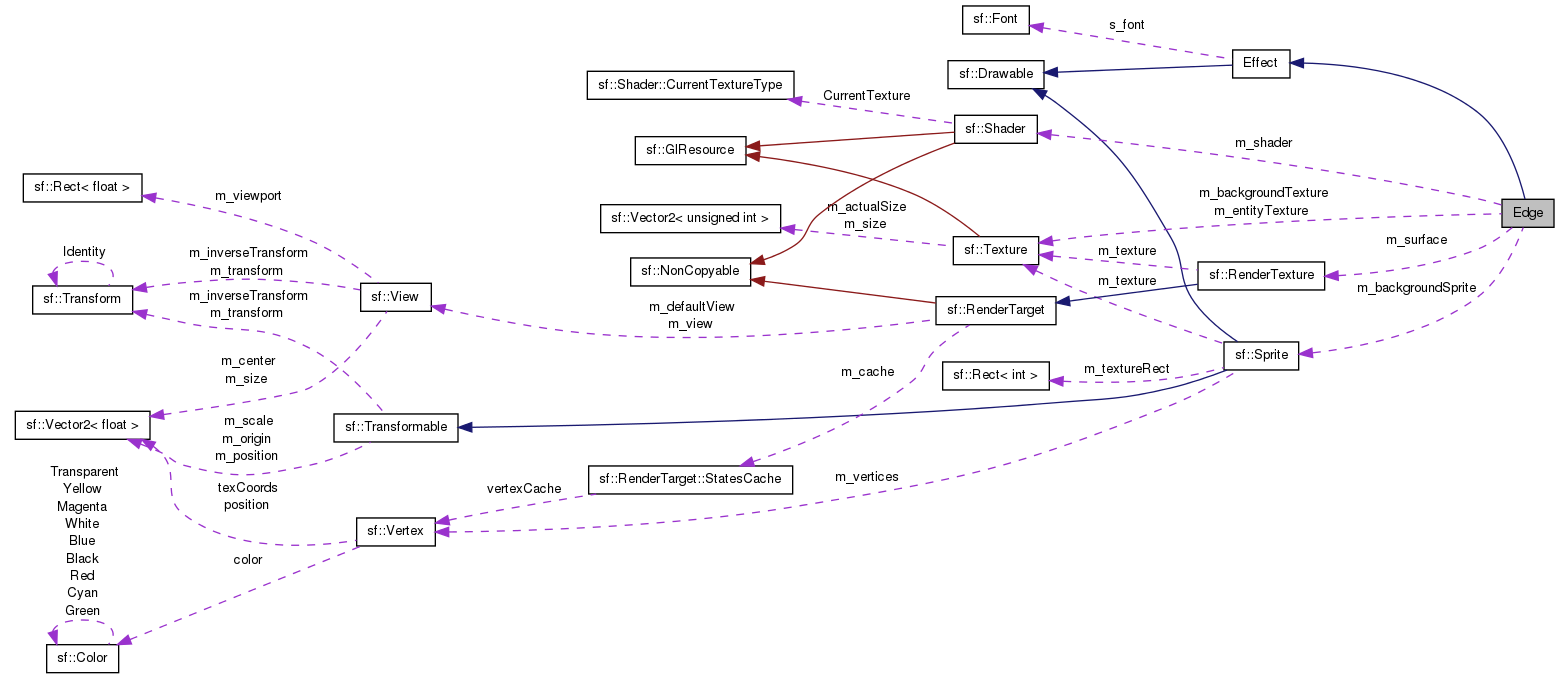 sf::Font
s_font
Effect
sf::Drawable
sf::Shader::CurrentTextureType
CurrentTexture
sf::Shader
sf::GlResource
m_shader
sf::Rect< float >
m_viewport
sf::Vector2< unsigned int >
m_actualSize
m_size
m_backgroundTexture
m_entityTexture
Edge
sf::Texture
m_surface
Identity
m_inverseTransform
m_transform
sf::NonCopyable
m_texture
sf::RenderTexture
sf::Transform
sf::View
m_inverseTransform
m_transform
m_texture
m_backgroundSprite
m_defaultView
m_view
sf::RenderTarget
sf::Sprite
m_center
m_size
m_cache
sf::Rect< int >
m_textureRect
sf::Vector2< float >
m_scale
m_origin
m_position
sf::Transformable
Transparent
Yellow
Magenta
White
Blue
Black
Red
Cyan
Green
texCoords
position
vertexCache
sf::RenderTarget::StatesCache
m_vertices
sf::Vertex
color
sf::Color